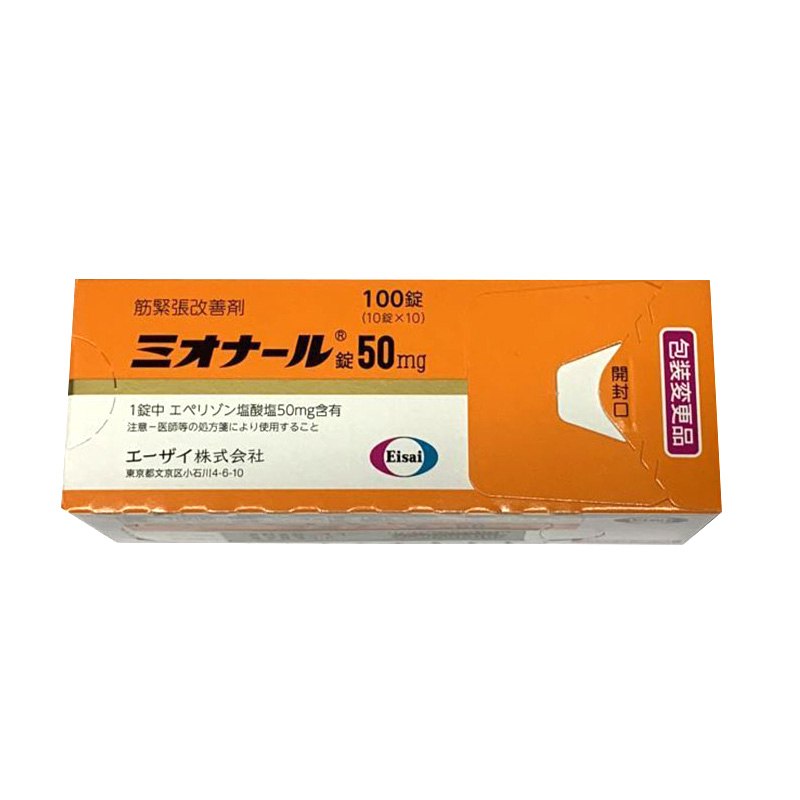 筋緊張改善剤
100錠
(10錠×10)
ミオナール®錠50mg
1錠中 エペリゾン塩酸塩50mg含有
注意−医師等の処方箋により使用すること
エーザイ株式会社
東京都文京区小石川4-6-10
Eisai
開封口
包装変更品